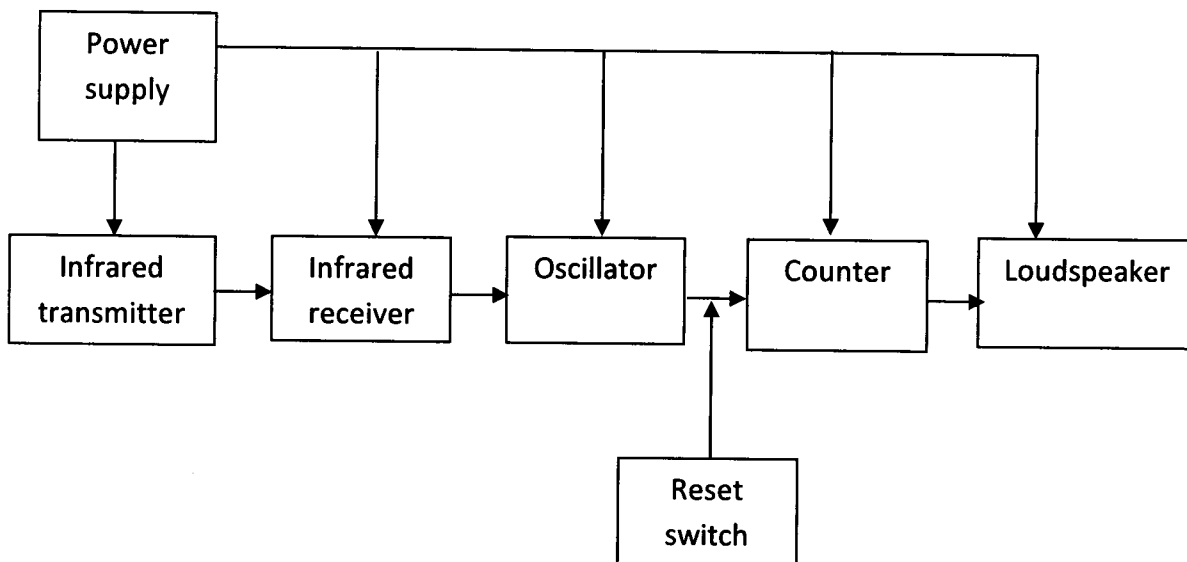 Power
supply
Infrared
transmitter
Infrared
receiver
Oscillator
Counter
Loudspeaker
Reset
switch